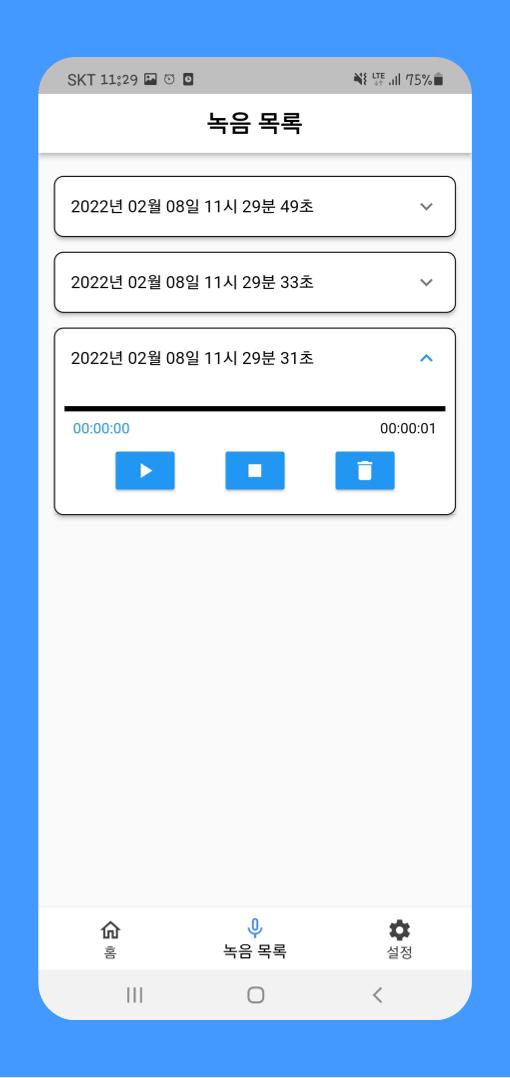 SKT 11:29 LTE 75%
녹음 목록
2022년 02월 08일 11시 29분 49초
2022년 02월 08일 11시 29분 33초
2022년 02월 08일 11시 29분 31초
00:00:00 00:00:01
홈 녹음 목록 설정